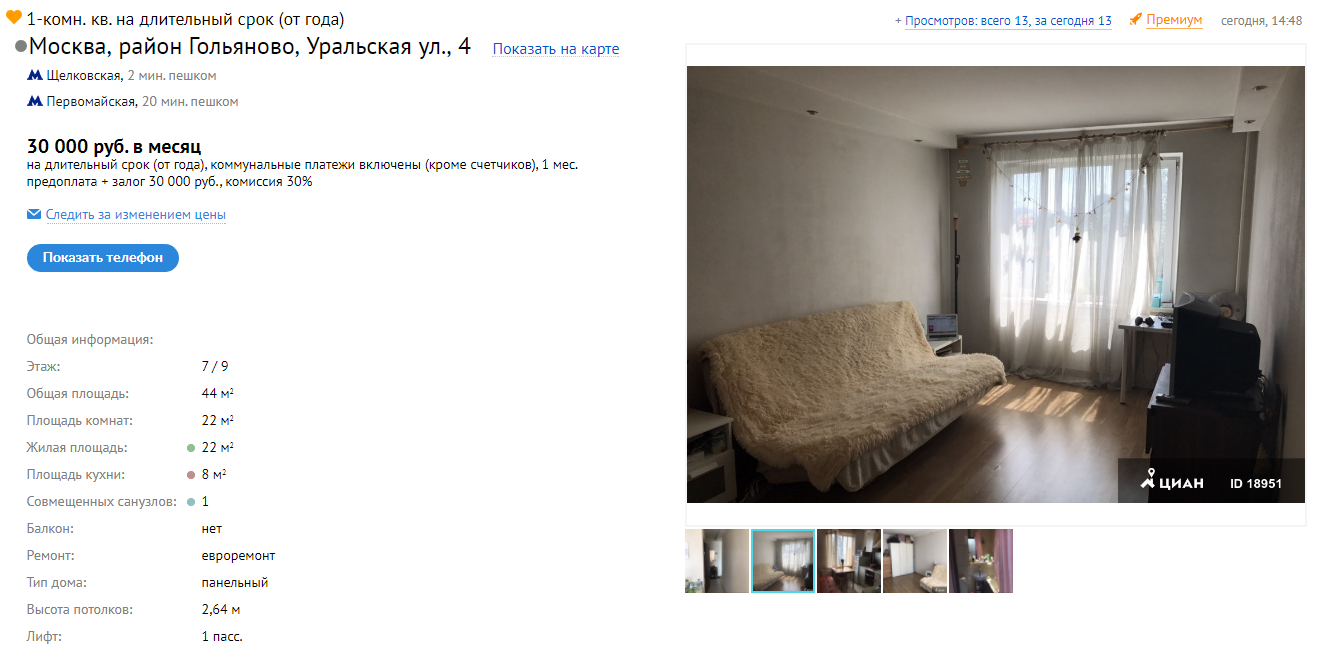 1-комн. кв. на длительный срок (от года)
+ Просмотров: всего 13, за сегодня 13
Премиум
сегодня, 14:48
Москва, район Гольяново, Уральская ул., 4
Показать на карте
Щелковская, 2 мин. пешком
Первомайская, 20 мин. пешком
30 000 руб. в месяц
на длительный срок (от года), коммунальные платежи включены (кроме счетчиков), 1 мес.
предоплата + залог 30 000 руб., комиссия 30%
Следить за изменением цены
Показать телефон
Общая информация:
Этаж: 7 / 9
Общая площадь: 44 м²
Площадь комнат: 22 м²
Жилая площадь: 22 м²
Площадь кухни: 8 м²
Совмещенных санузлов: 1
Балкон: нет
Ремонт: евроремонт
Тип дома: панельный
Высота потолков: 2,64 м
Лифт: 1 пасс.
ЦИАН ID 18951